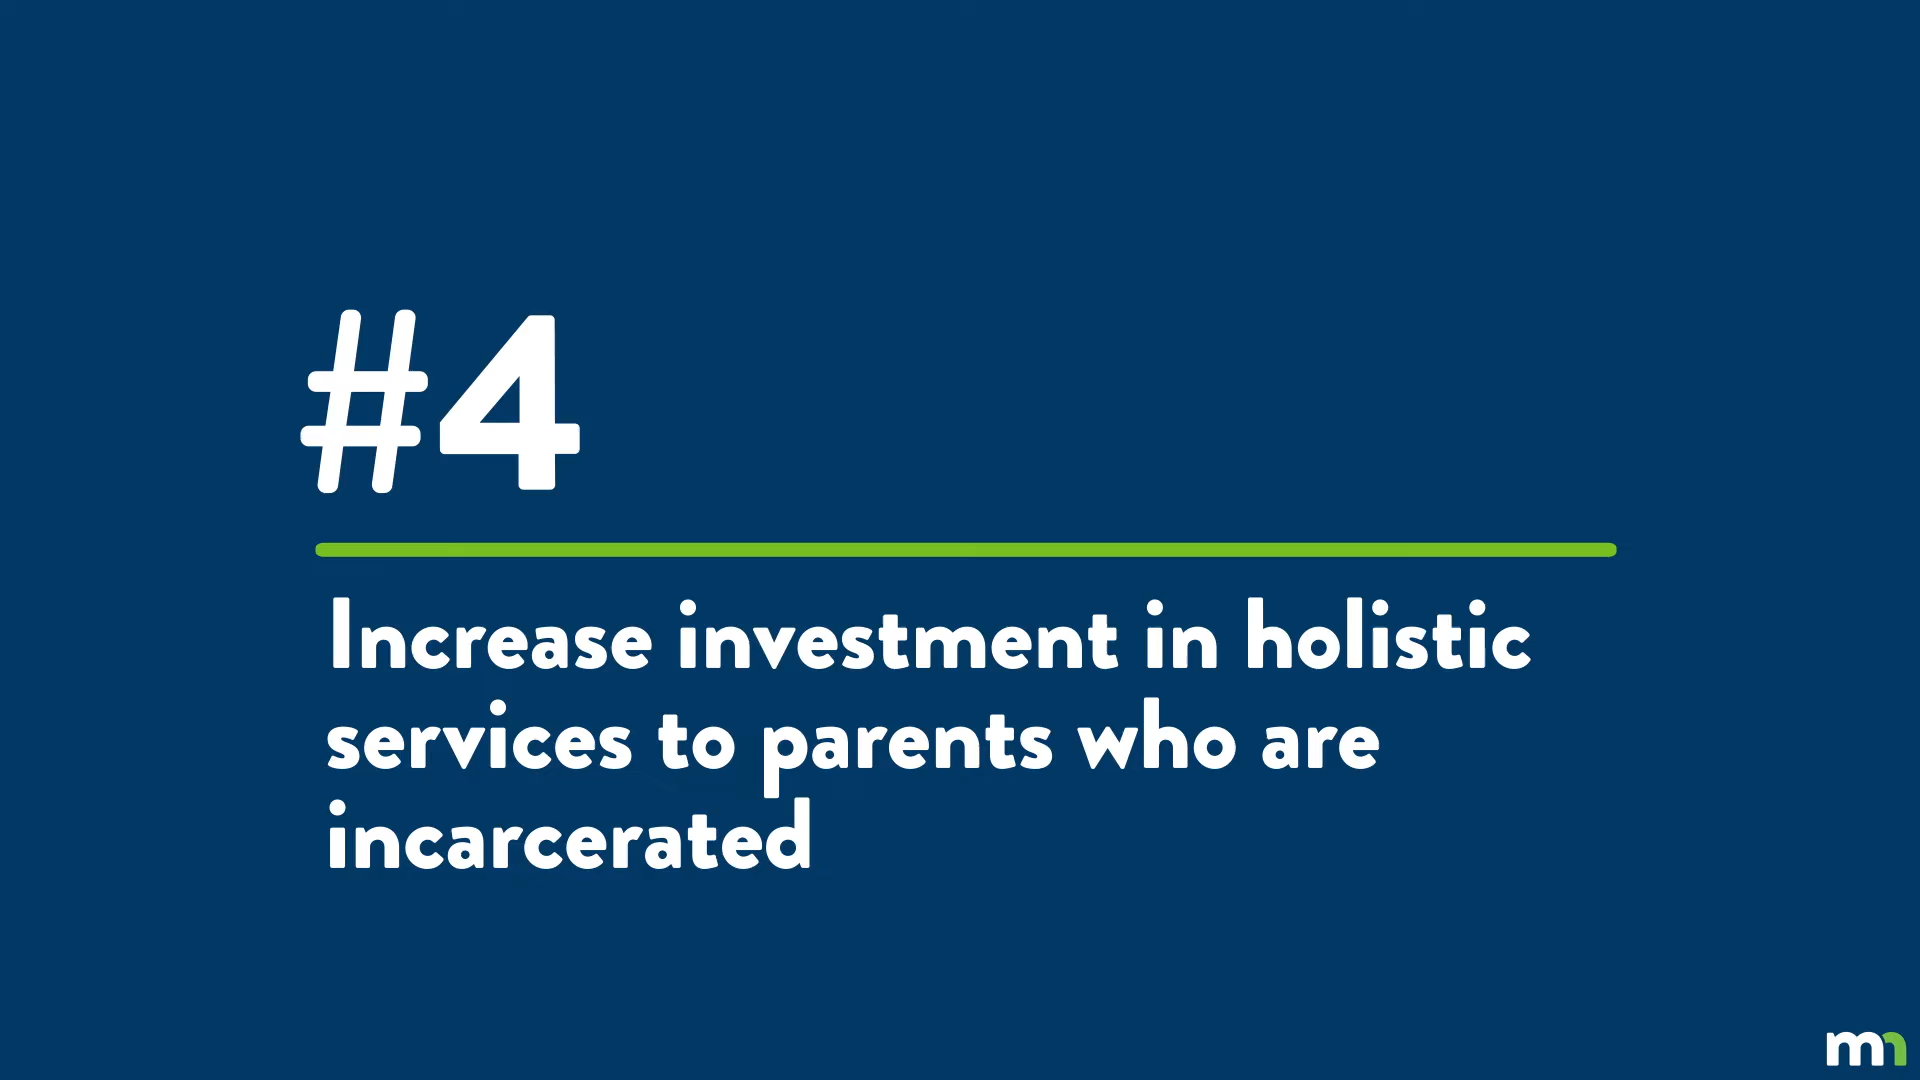 #4
Increase investment in holistic
services to parents who are
incarcerated
mn